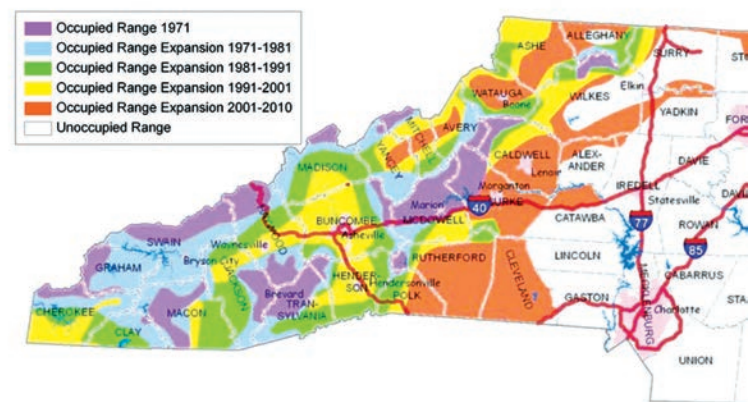 Occupied Range 1971
Occupied Range Expansion 1971-1981
Occupied Range Expansion 1981-1991
Occupied Range Expansion 1991-2001
Occupied Range Expansion 2001-2010
Unoccupied Range
ALLEGHANY
ASHE
SURRY
WATAUGA
Boone
WILKES
Elkin
YADKIN
MITCHELL
AVERY
YANCEY
CALDWELL
Lenoir
ALEX-
ANDER
DAVIE
MADISON
IREDELL
Statesville
Morganton
40
BURKE
Marion
MCDOWELL
BUNCOMBE
Asheville
CATAWBA
77
ROWAN
85
SWAIN
HAYWOOD
Waynesville
Bryson City
GRAHAM
JACKSON
HENDER-
SON
Hendersonville
RUTHERFORD
CLEVELAND
LINCOLN
CABARRUS
Brevard
TRAN-
SYLVANIA
POLK
GASTON
MECKLENBURG
Charlotte
CHEROKEE
MACON
CLAY
UNION